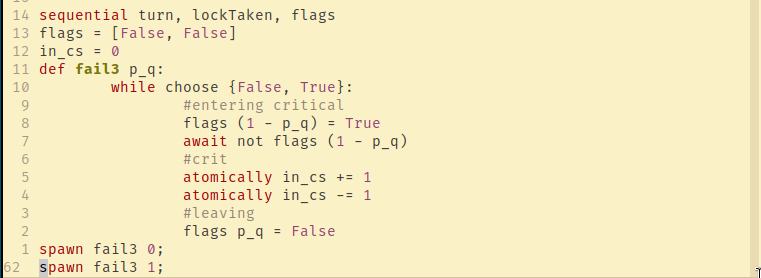 14 sequential turn, lockTaken, flags
13 flags = [False, False]
12 in_cs = 0
11 def fail3 p_q:
10 while choose {False, True}:
9 #entering critical
8 flags (1 - p_q) = True
7 await not flags (1 - p_q)
6 #crit
5 atomically in_cs += 1
4 atomically in_cs -= 1
3 #leaving
2 flags p_q = False
1 spawn fail3 0;
62 spawn fail3 1;